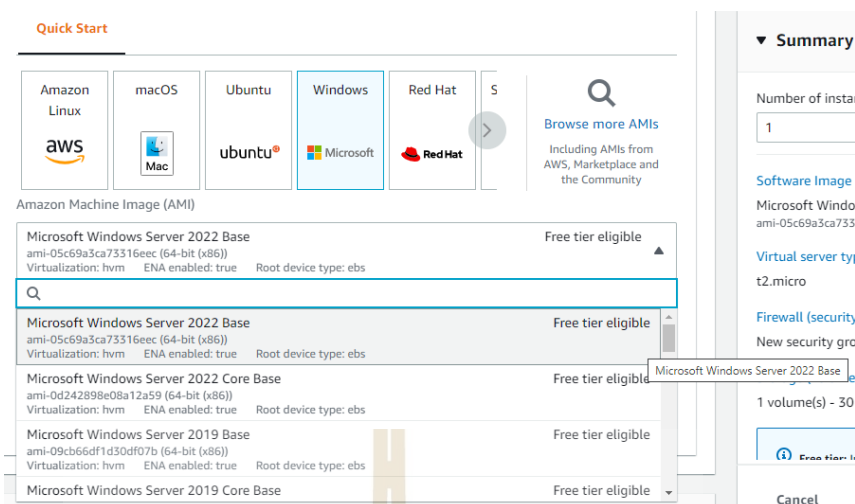 Quick Start
Amazon Linux
aws
macOS
Mac
Ubuntu
ubuntu®
Windows
Microsoft
Red Hat
Red Hat
S
Browse more AMIs
Including AMIs from
AWS, Marketplace and
the Community
Amazon Machine Image (AMI)
Microsoft Windows Server 2022 Base Free tier eligible
ami-05c69a3ca73316eec (64-bit (x86))
Virtualization: hvm ENA enabled: true Root device type: ebs
Microsoft Windows Server 2022 Base Free tier eligible
ami-05c69a3ca73316eec (64-bit (x86))
Virtualization: hvm ENA enabled: true Root device type: ebs
Microsoft Windows Server 2022 Base
Microsoft Windows Server 2022 Core Base Free tier eligible
ami-0d242898e08a12a59 (64-bit (x86))
Virtualization: hvm ENA enabled: true Root device type: ebs
Microsoft Windows Server 2019 Base Free tier eligible
ami-09cb66df1d30df07b (64-bit (x86))
Virtualization: hvm ENA enabled: true Root device type: ebs
Microsoft Windows Server 2019 Core Base Free tier eligible
Summary
Number of instar
1
Software Image
Microsoft Windo
ami-05c69a3ca733
Virtual server typ
t2.micro
Firewall (security
New security gro
1 volume(s) - 30
Free tier:
Cancel